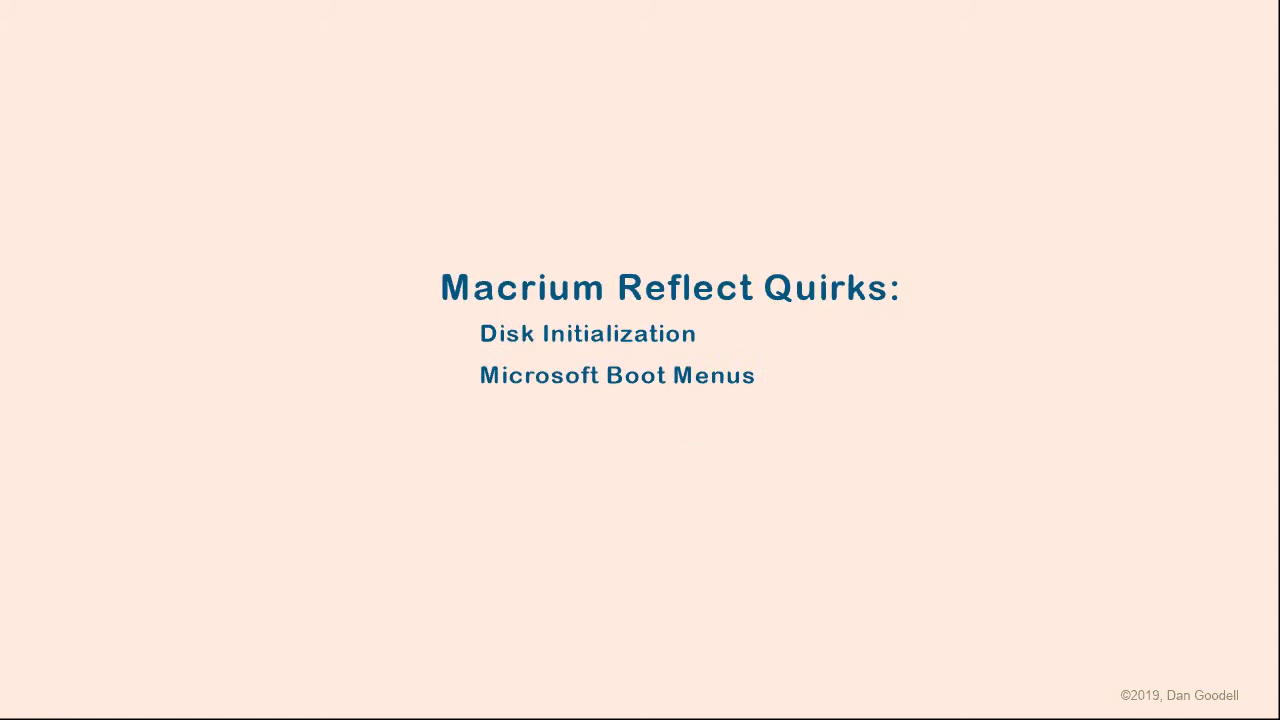 Macrium Reflect Quirks:
Disk Initialization
Microsoft Boot Menus
©2019, Dan Goodell